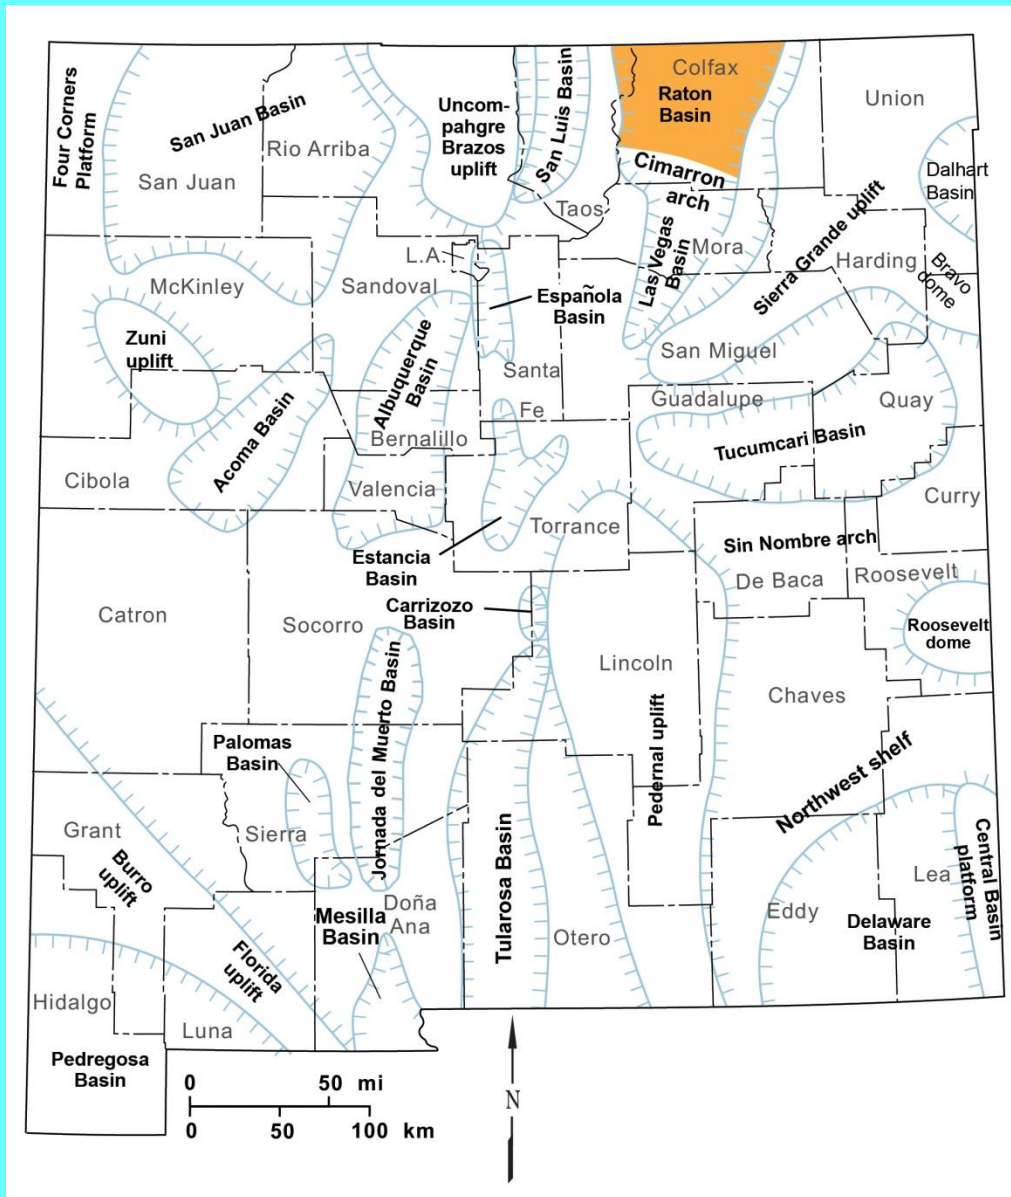 Four Corners
Platform
San Juan Basin
San Juan
Rio Arriba
Uncom-
pahgre
Brazos
uplift
San Luis Basin
Taos
Colfax
Raton
Basin
Cimarron
arch
Union
Dalhart
Basin
Las Vegas
Basin
Mora
Sierra Grande uplift
Harding
Bravo
dome
L.A.
McKinley
Sandoval
Española
Basin
Zuni
uplift
Albuquerque
Basin
Santa
Fe
San Miguel
Guadalupe
Quay
Acoma Basin
Bernalillo
Tucumcari Basin
Cibola
Valencia
Curry
Torrance
Estancia
Basin
Sin Nombre arch
De Baca
Roosevelt
Carrizozo
Basin
Catron
Socorro
Roosevelt
dome
Lincoln
Chaves
Jornada del Muerto Basin
Palomas
Basin
Pedernal uplift
Northwest shelf
Grant
Sierra
Burro
uplift
Tularosa Basin
Central Basin
platform
Lea
Doña
Ana
Mesilla
Basin
Eddy
Delaware
Basin
Otero
Florida
uplift
Hidalgo
Luna
Pedregosa
Basin
0 50 mi
0 50 100 km
N